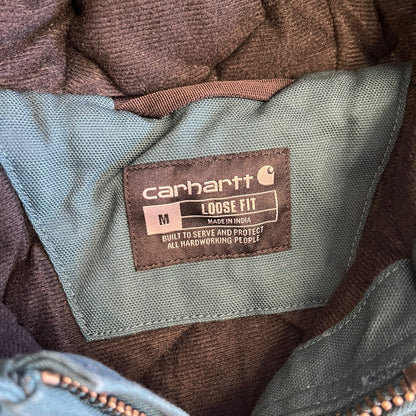 carhartt
M LOOSE FIT
MADE IN INDIA
BUILT TO SERVE AND PROTECT
ALL HARDWORKING PEOPLE